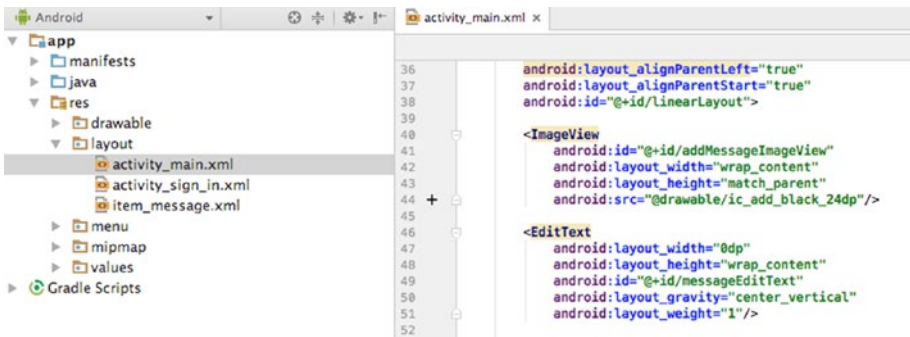 Android
app
manifests
java
res
drawable
layout
activity_main.xml
activity_sign_in.xml
item_message.xml
menu
mipmap
values
Gradle Scripts
activity_main.xml ×
36 android:layout_alignParentLeft="true"
37 android:layout_alignParentStart="true"
38 android:id="@+id/linearLayout">
39
40 <ImageView
41 android:id="@+id/addMessageImageView"
42 android:layout_width="wrap_content"
43 android:layout_height="match_parent"
44 + android:src="@drawable/ic_add_black_24dp"/>
45
46 <EditText
47 android:layout_width="0dp"
48 android:layout_height="wrap_content"
49 android:id="@+id/messageEditText"
50 android:layout_gravity="center_vertical"
51 android:layout_weight="1"/>
52